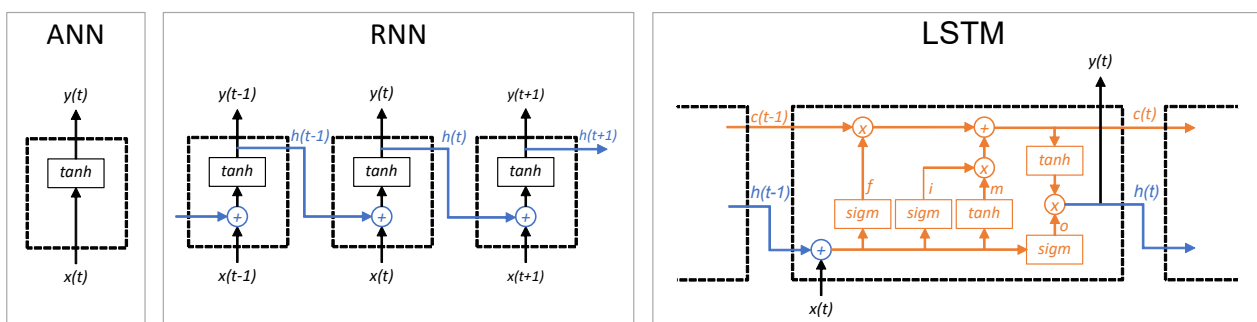 ANN
y(t)
tanh
x(t)
RNN
y(t-1) y(t) y(t+1)
h(t-1) h(t) h(t+1)
tanh tanh tanh
+ + +
x(t-1) x(t) x(t+1)
LSTM
y(t)
c(t-1) x + c(t)
tanh
x
h(t-1) f i m x h(t)
sigm sigm tanh o
+ sigm
x(t)